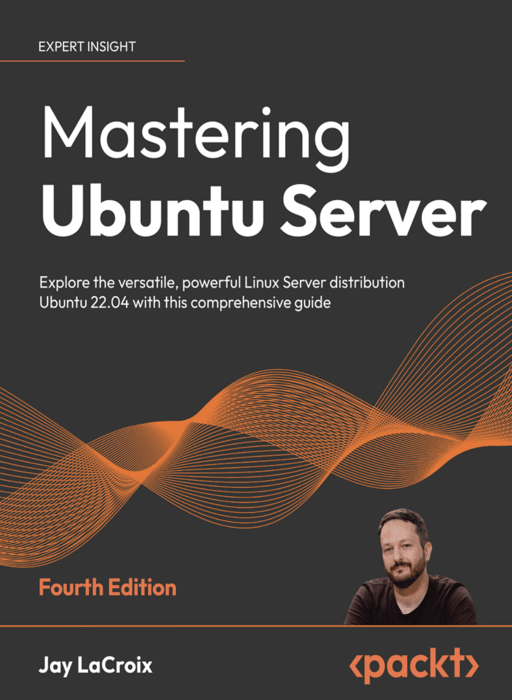 EXPERT INSIGHT
Mastering
Ubuntu Server
Explore the versatile, powerful Linux Server distribution
Ubuntu 22.04 with this comprehensive guide
Fourth Edition
Jay LaCroix
<packt>